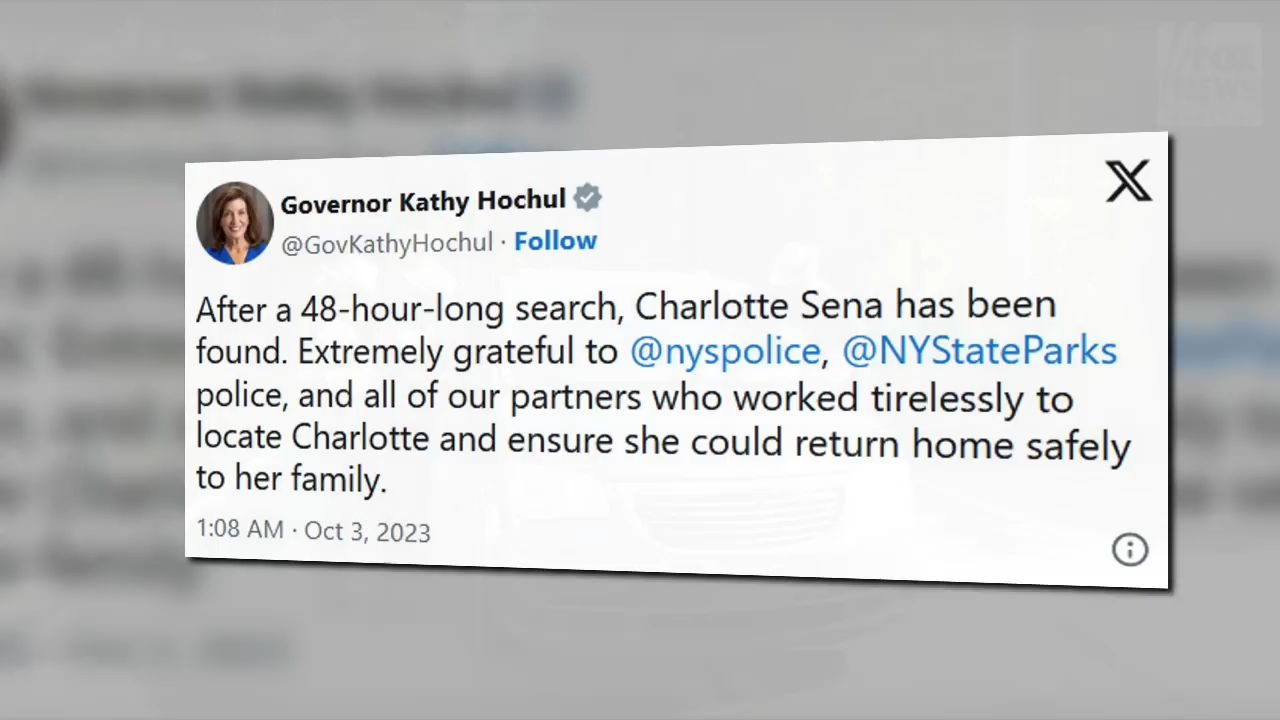 Governor Kathy Hochul
X
@GovKathyHochul · Follow
After a 48-hour-long search, Charlotte Sena has been
found. Extremely grateful to @nyspolice, @NYStateParks
police, and all of our partners who worked tirelessly to
locate Charlotte and ensure she could return home safely
to her family.
1:08 AM · Oct 3, 2023
FOX
NEWS